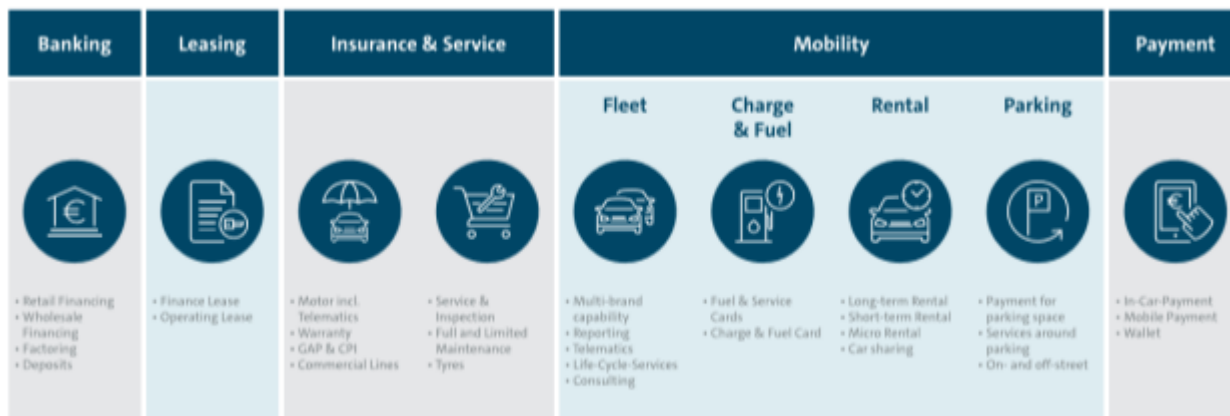 Banking
Leasing
Insurance & Service
Mobility
Payment
Fleet
Charge
& Fuel
Rental
Parking
€
P
€
• Retail Financing
• Wholesale
Financing
• Factoring
• Deposits
• Finance Lease
• Operating Lease
• Motor incl.
Telematics
• Warranty
• GAP & CPI
• Commercial Lines
• Service &
Inspection
• Full and Limited
Maintenance
• Tyres
• Multi-brand
capability
• Reporting
• Telematics
• Life-Cycle-Services
• Consulting
• Fuel & Service
Cards
• Charge & Fuel Card
• Long-term Rental
• Short-term Rental
• Micro Rental
• Car sharing
• Payment for
parking space
• Services around
parking
• On- and off-street
• In-Car-Payment
• Mobile Payment
• Wallet